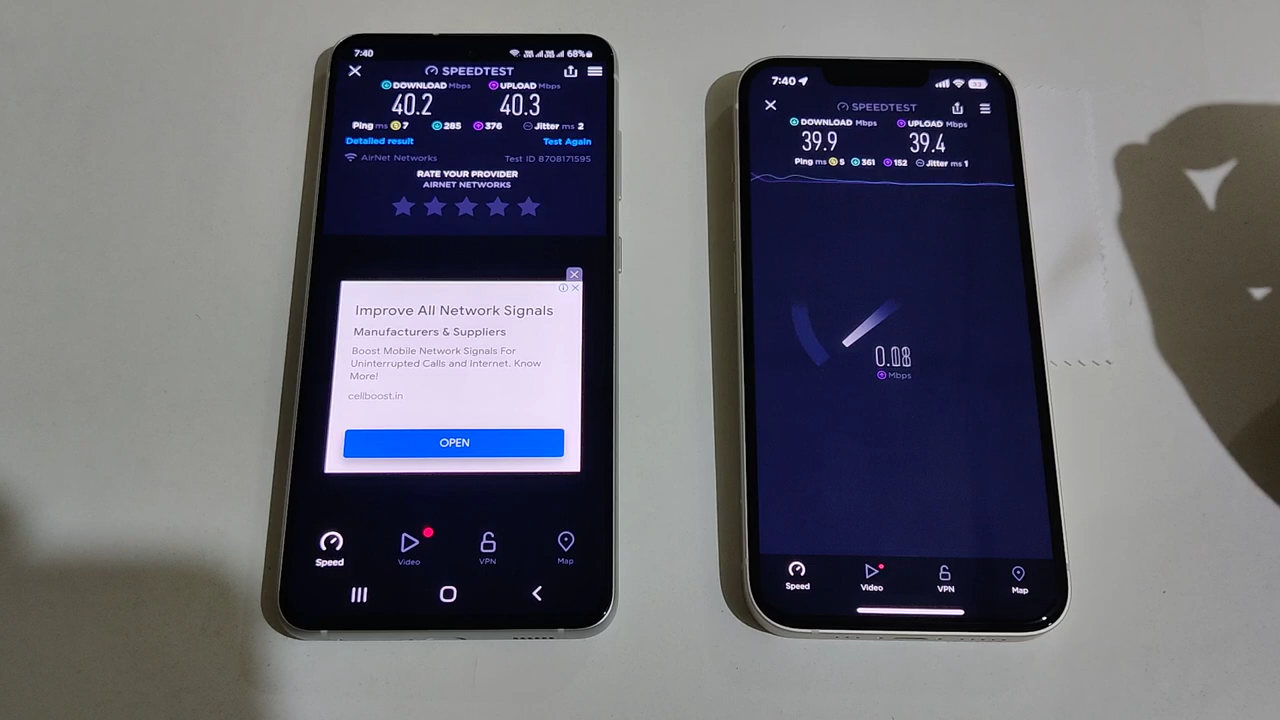 7:40 68%
SPEEDTEST
DOWNLOAD Mbps UPLOAD Mbps
40.2 40.3
Ping ms 7 285 376 Jitter ms 2
Detailed result Test Again
AirNet Networks Test ID 8708171595
RATE YOUR PROVIDER
AIRNET NETWORKS
Improve All Network Signals
Manufacturers & Suppliers
Boost Mobile Network Signals For
Uninterrupted Calls and Internet. Know
More!
cellboost.in
OPEN
Speed Video VPN Map
7:40 33
SPEEDTEST
DOWNLOAD Mbps UPLOAD Mbps
39.9 39.4
Ping ms 5 361 152 Jitter ms 1
0.08
Mbps
Speed Video VPN Map